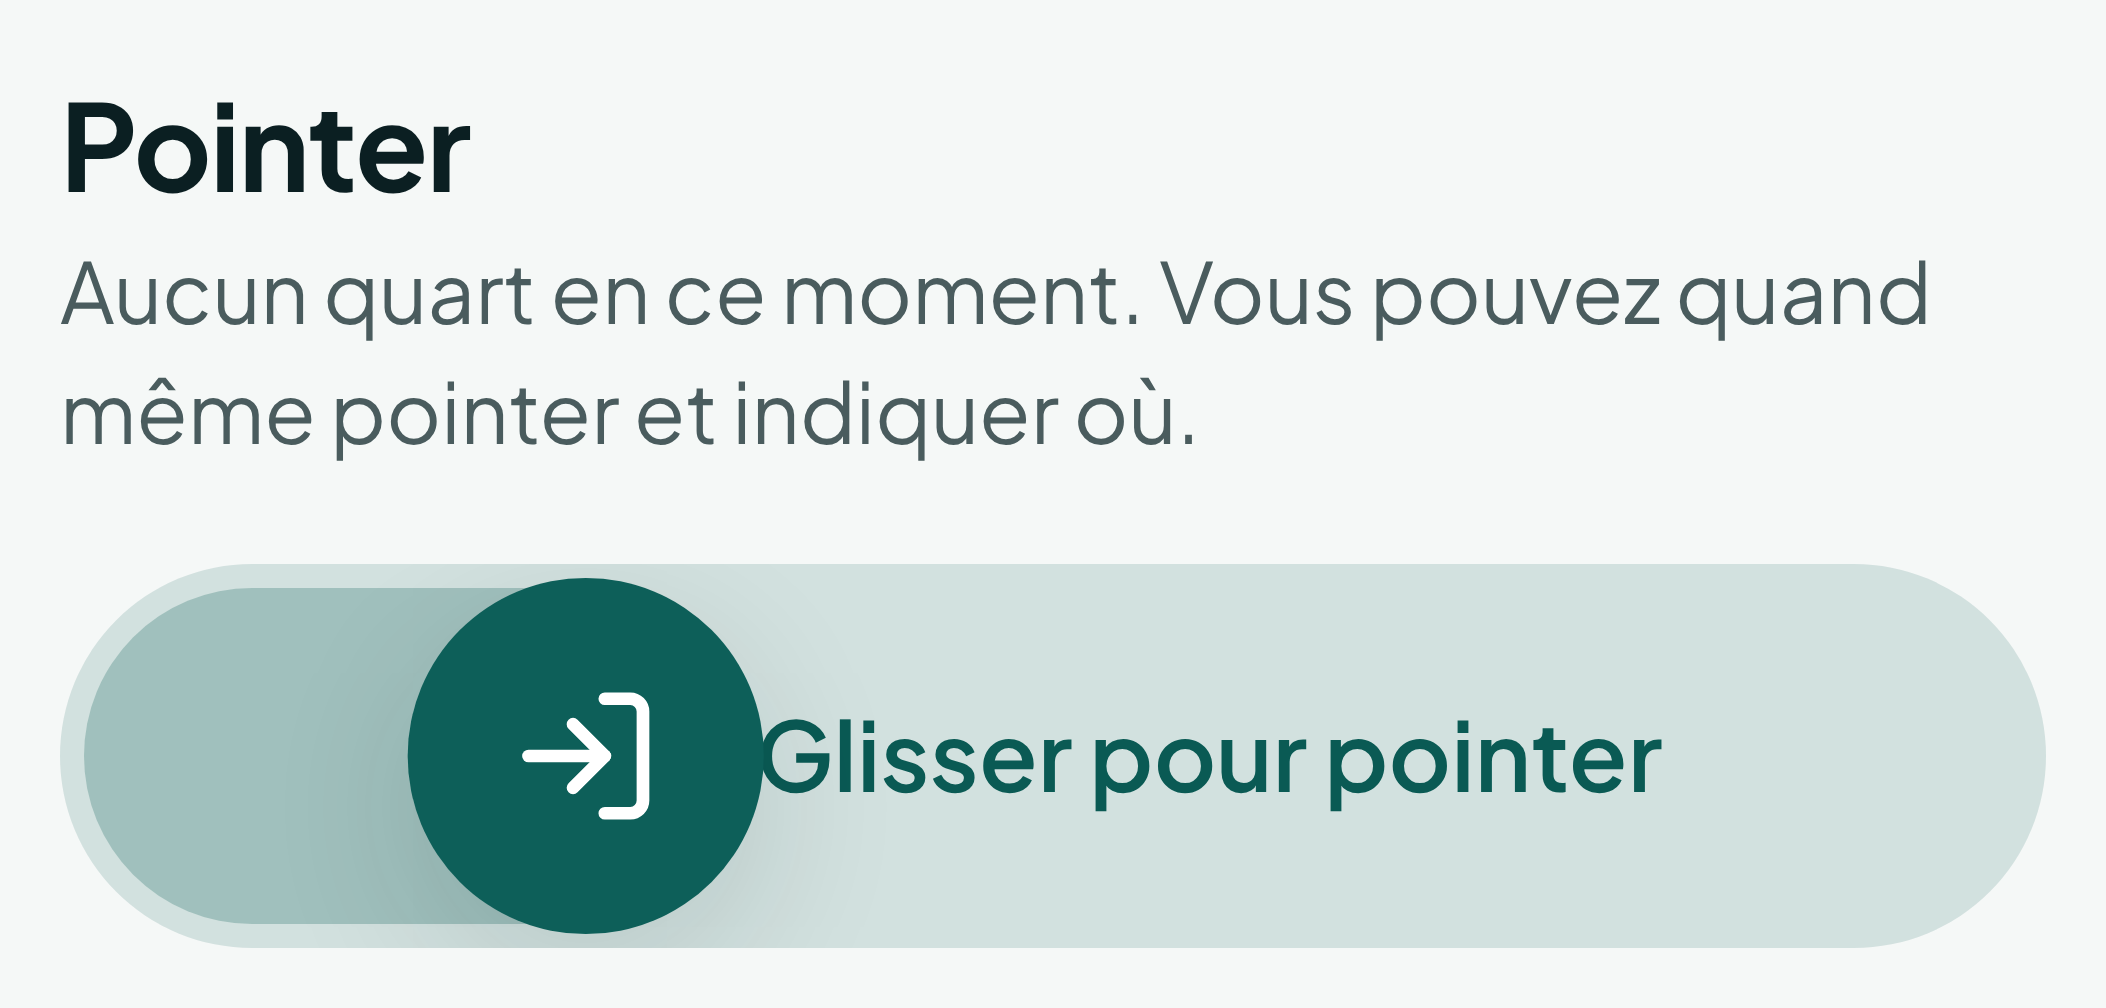 Pointer
Aucun quart en ce moment. Vous pouvez quand
même pointer et indiquer où.
Glisser pour pointer